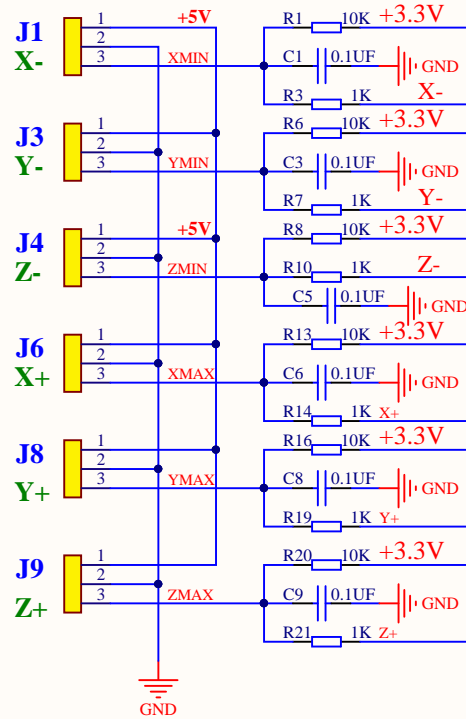 J1 1 +5V R1 10K +3.3V
2
X- 3 XMIN C1 0.1UF GND
R3 1K X-
J3 1 R6 10K +3.3V
2
Y- 3 YMIN C3 0.1UF GND
R7 1K Y-
J4 1 +5V R8 10K +3.3V
2
Z- 3 ZMIN R10 1K Z-
C5 0.1UF GND
J6 1 R13 10K +3.3V
2
X+ 3 XMAX C6 0.1UF GND
R14 1K X+
J8 1 R16 10K +3.3V
2
Y+ 3 YMAX C8 0.1UF GND
R19 1K Y+
J9 1 R20 10K +3.3V
2
Z+ 3 ZMAX C9 0.1UF GND
R21 1K Z+
GND